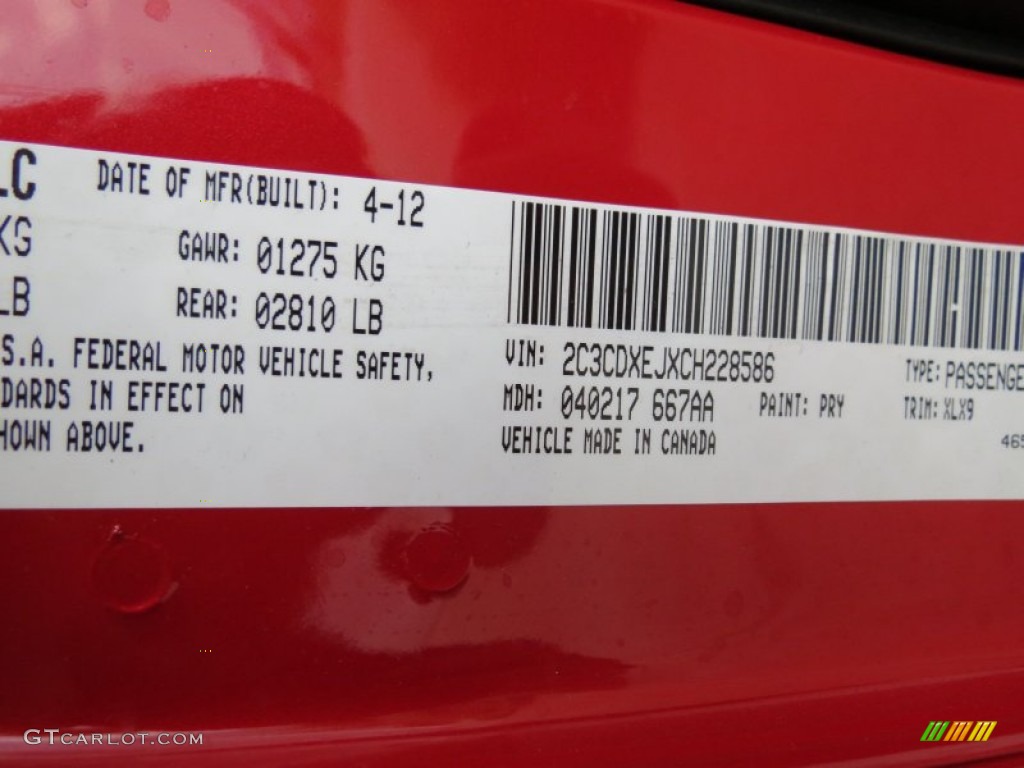 LC
DATE OF MFR(BUILT): 4-12
KG
GAWR: 01275 KG
LB
REAR: 02810 LB
S.A. FEDERAL MOTOR VEHICLE SAFETY,
DARDS IN EFFECT ON
HOWN ABOVE.
VIN: 2C3CDXEJXCH228586
TYPE: PASSENGE
MDH: 040217 667AA
PAINT: PRY
TRIM: XLX9
VEHICLE MADE IN CANADA
465
GTCARLOT.COM